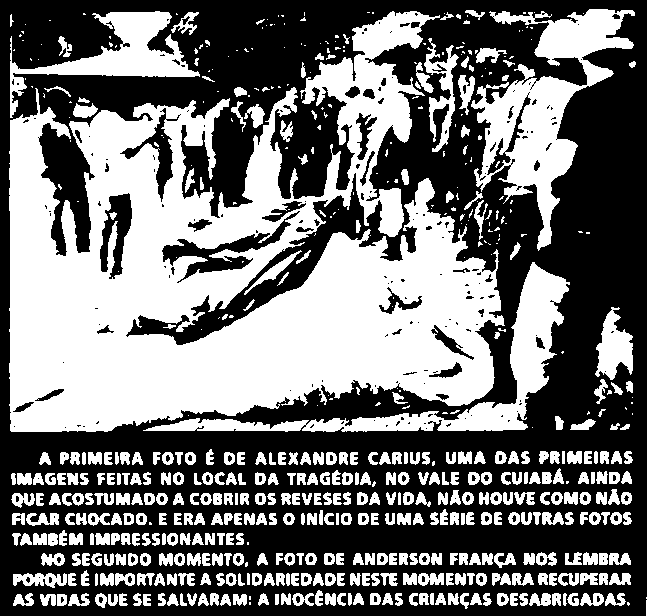 A PRIMEIRA FOTO É DE ALEXANDRE CARIUS, UMA DAS PRIMEIRAS
IMAGENS FEITAS NO LOCAL DA TRAGÉDIA, NO VALE DO CUIABÁ. AINDA
QUE ACOSTUMADO A COBRIR OS REVESES DA VIDA, NÃO HOUVE COMO NÃO
FICAR CHOCADO. E ERA APENAS O INÍCIO DE UMA SÉRIE DE OUTRAS FOTOS
TAMBÉM IMPRESSIONANTES.
NO SEGUNDO MOMENTO, A FOTO DE ANDERSON FRANÇA NOS LEMBRA
PORQUE É IMPORTANTE A SOLIDARIEDADE NESTE MOMENTO PARA RECUPERAR
AS VIDAS QUE SE SALVARAM: A INOCÊNCIA DAS CRIANÇAS DESABRIGADAS.